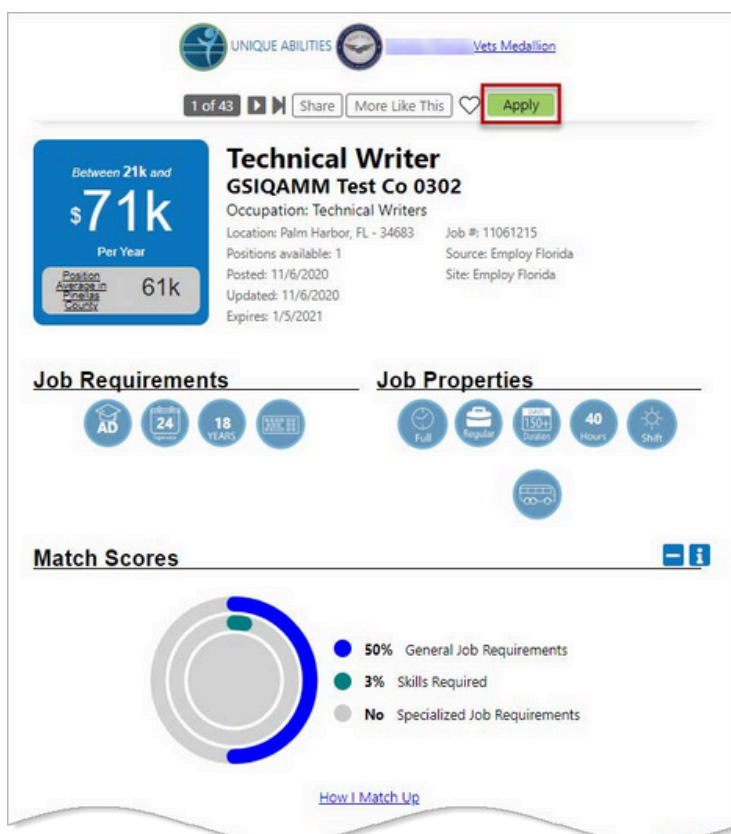 UNIQUE ABILITIES Vets Medallion
1 of 43 Share More Like This Apply
Between 21k and
$71k
Per Year
Position Average in Pinellas County 61k
Technical Writer
GSIQAMM Test Co 0302
Occupation: Technical Writers
Location: Palm Harbor, FL - 34683 Job #: 11061215
Positions available: 1 Source: Employ Florida
Posted: 11/6/2020 Site: Employ Florida
Updated: 11/6/2020
Expires: 1/5/2021
Job Requirements Job Properties
AD
24
18
YEARS
Full
Regular
150+
Duration
40
Hours
Shift
Match Scores
50% General Job Requirements
3% Skills Required
No Specialized Job Requirements
How I Match Up